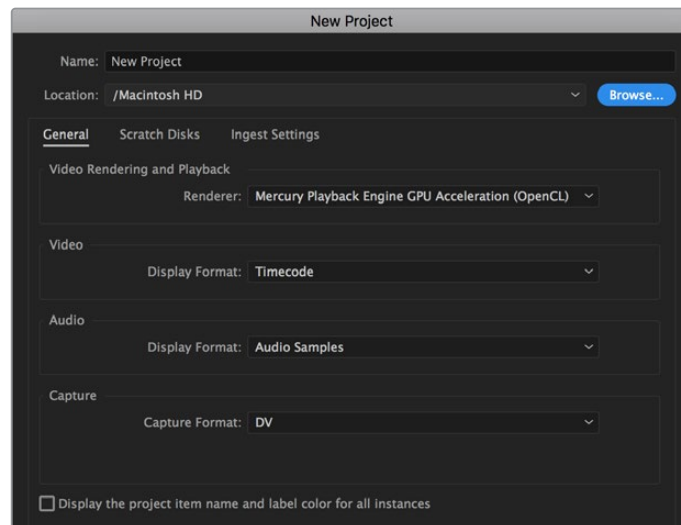 New Project
Name: New Project
Location: /Macintosh HD Browse...
General Scratch Disks Ingest Settings
Video Rendering and Playback
Renderer: Mercury Playback Engine GPU Acceleration (OpenCL)
Video
Display Format: Timecode
Audio
Display Format: Audio Samples
Capture
Capture Format: DV
Display the project item name and label color for all instances